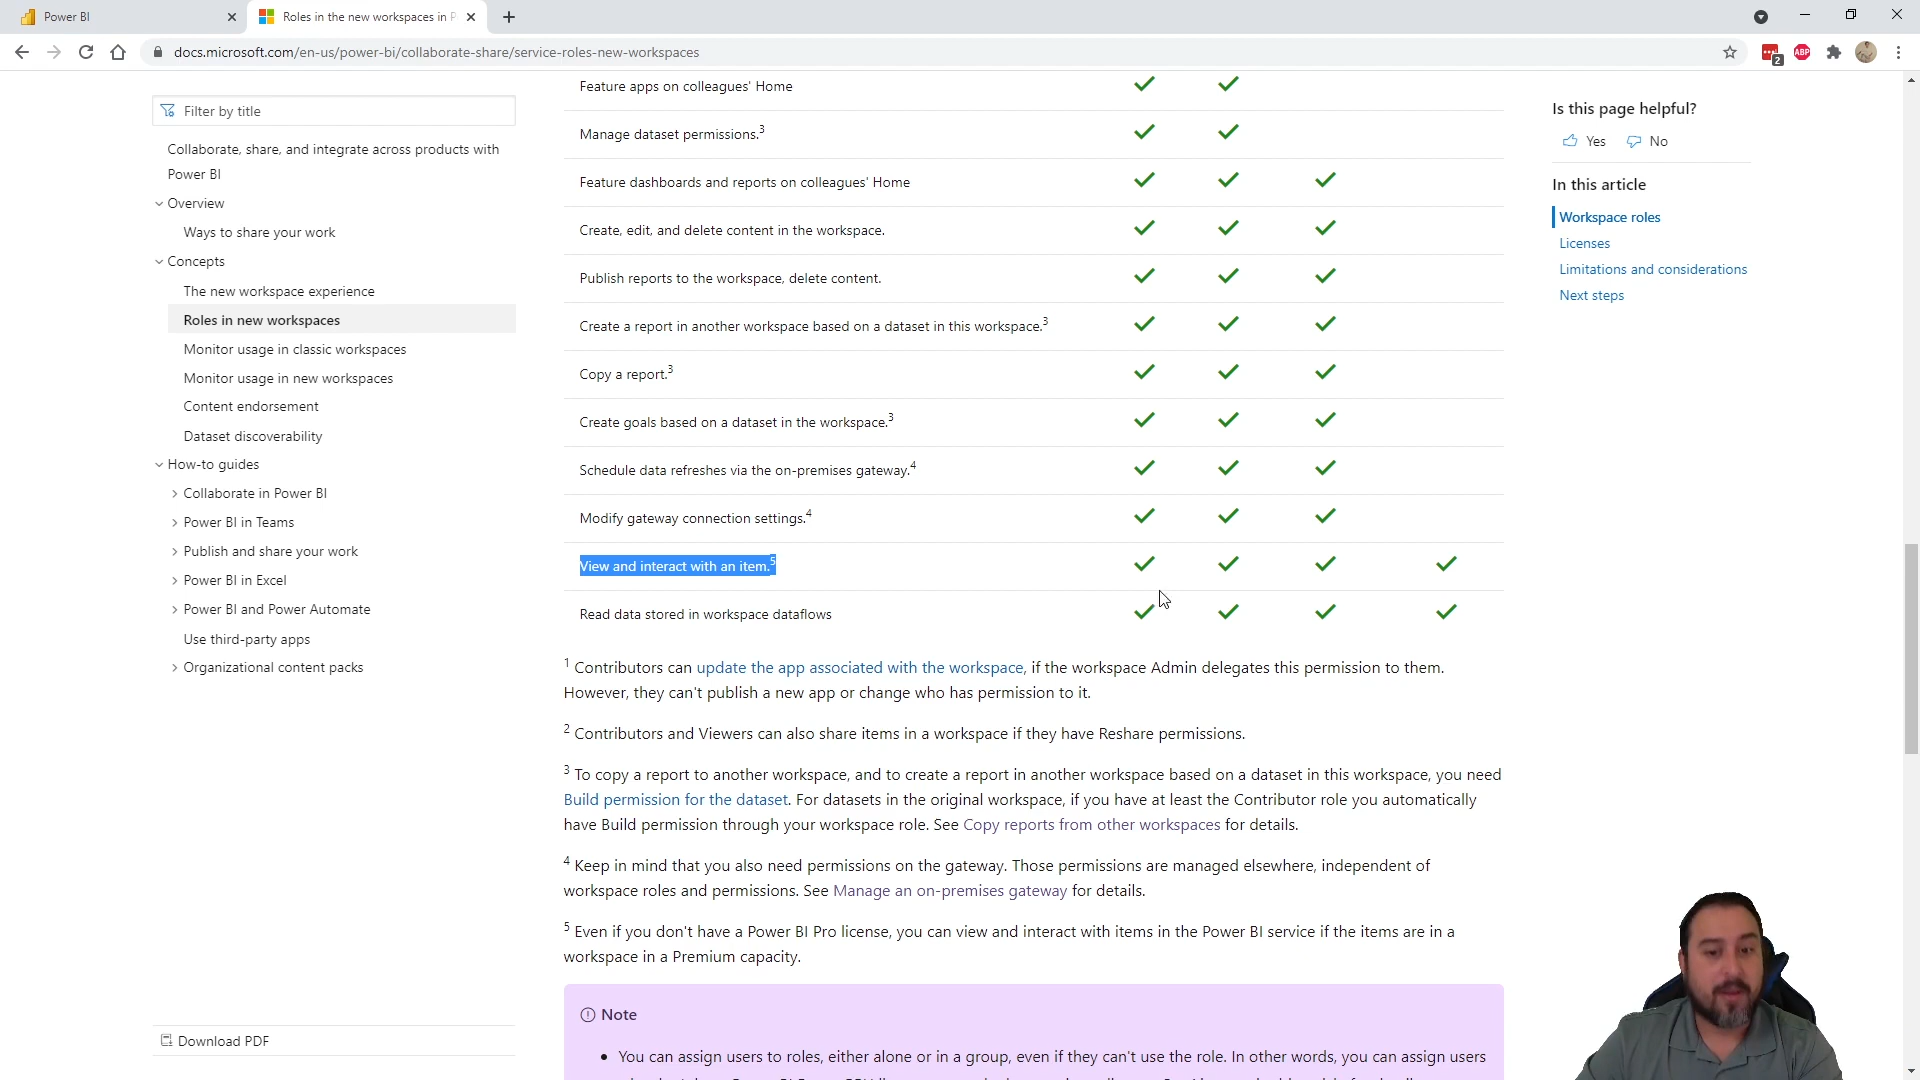 Power BI
Roles in the new workspaces in P
docs.microsoft.com/en-us/power-bi/collaborate-share/service-roles-new-workspaces
2
ABP
Filter by title
Collaborate, share, and integrate across products with
Power BI
Overview
Ways to share your work
Concepts
The new workspace experience
Roles in new workspaces
Monitor usage in classic workspaces
Monitor usage in new workspaces
Content endorsement
Dataset discoverability
How-to guides
Collaborate in Power BI
Power BI in Teams
Publish and share your work
Power BI in Excel
Power BI and Power Automate
Use third-party apps
Organizational content packs
Download PDF
Feature apps on colleagues' Home
Manage dataset permissions.3
Feature dashboards and reports on colleagues' Home
Create, edit, and delete content in the workspace.
Publish reports to the workspace, delete content.
Create a report in another workspace based on a dataset in this workspace.3
Copy a report.3
Create goals based on a dataset in the workspace.3
Schedule data refreshes via the on-premises gateway.4
Modify gateway connection settings.4
View and interact with an item.5
Read data stored in workspace dataflows
1 Contributors can update the app associated with the workspace, if the workspace Admin delegates this permission to them.
However, they can't publish a new app or change who has permission to it.
2 Contributors and Viewers can also share items in a workspace if they have Reshare permissions.
3 To copy a report to another workspace, and to create a report in another workspace based on a dataset in this workspace, you need
Build permission for the dataset. For datasets in the original workspace, if you have at least the Contributor role you automatically
have Build permission through your workspace role. See Copy reports from other workspaces for details.
4 Keep in mind that you also need permissions on the gateway. Those permissions are managed elsewhere, independent of
workspace roles and permissions. See Manage an on-premises gateway for details.
5 Even if you don't have a Power BI Pro license, you can view and interact with items in the Power BI service if the items are in a
workspace in a Premium capacity.
Note
• You can assign users to roles, either alone or in a group, even if they can't use the role. In other words, you can assign users
Is this page helpful?
Yes No
In this article
Workspace roles
Licenses
Limitations and considerations
Next steps